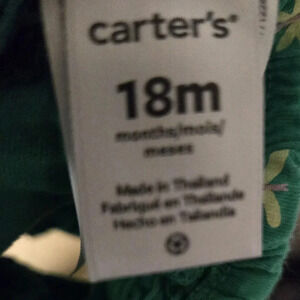 carter's®
18m
months/mois/
meses
Made in Thailand
Fabriqué en Thaïlande
Hecho en Tailandia